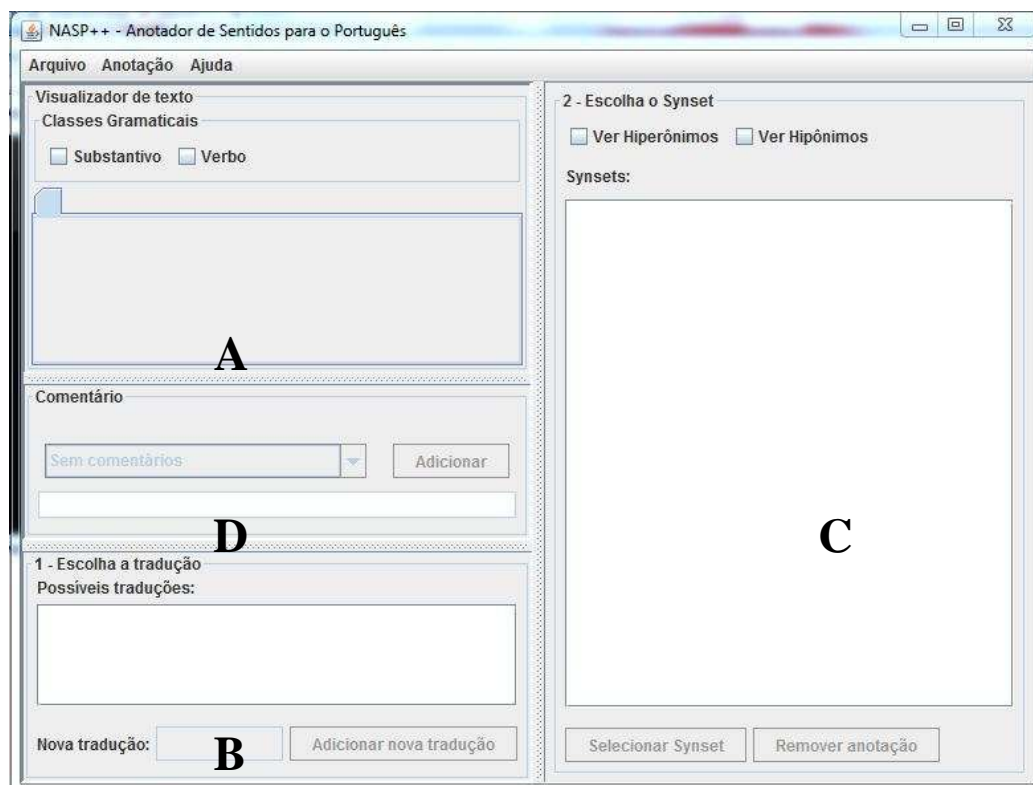 NASP++ - Anotador de Sentidos para o Português
Arquivo Anotação Ajuda
Visualizador de texto
Classes Gramaticais
Substantivo Verbo
A
Comentário
Sem comentários Adicionar
D
1 - Escolha a tradução
Possíveis traduções:
Nova tradução: B Adicionar nova tradução
2 - Escolha o Synset
Ver Hiperônimos Ver Hipônimos
Synsets:
C
Selecionar Synset Remover anotação